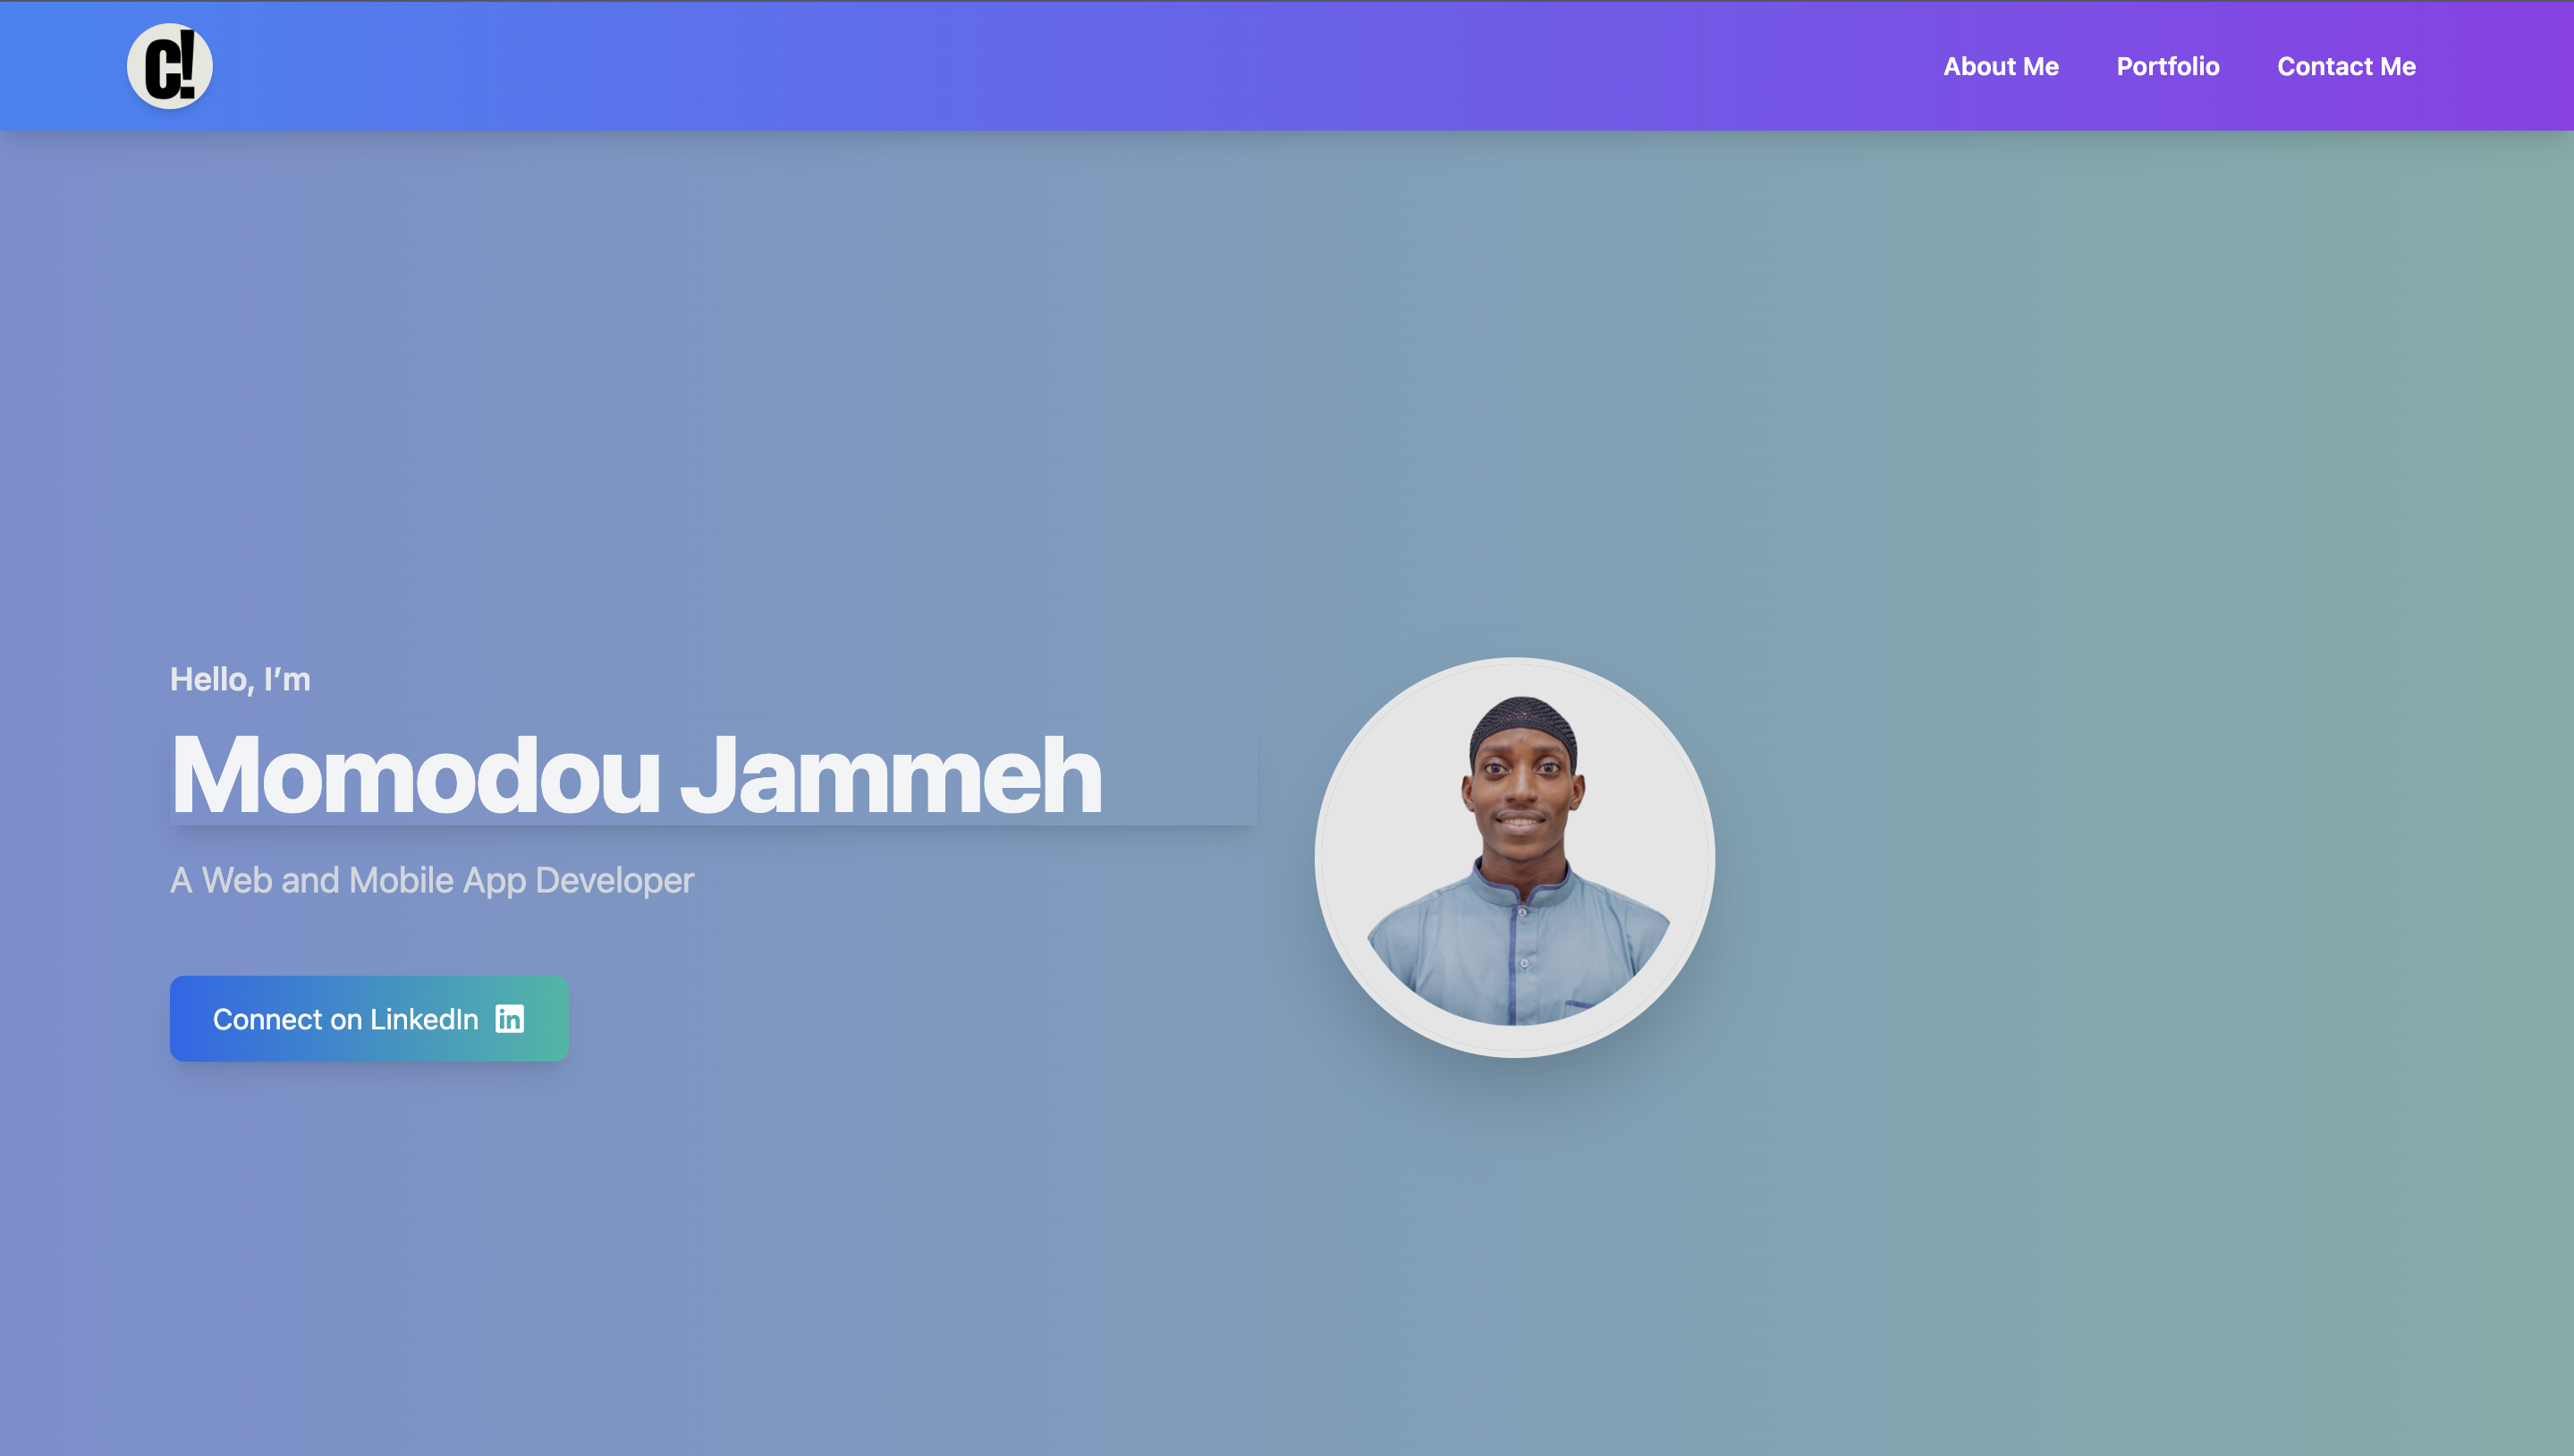 C!
About Me
Portfolio
Contact Me
Hello, I’m
Momodou Jammeh
A Web and Mobile App Developer
Connect on LinkedIn in